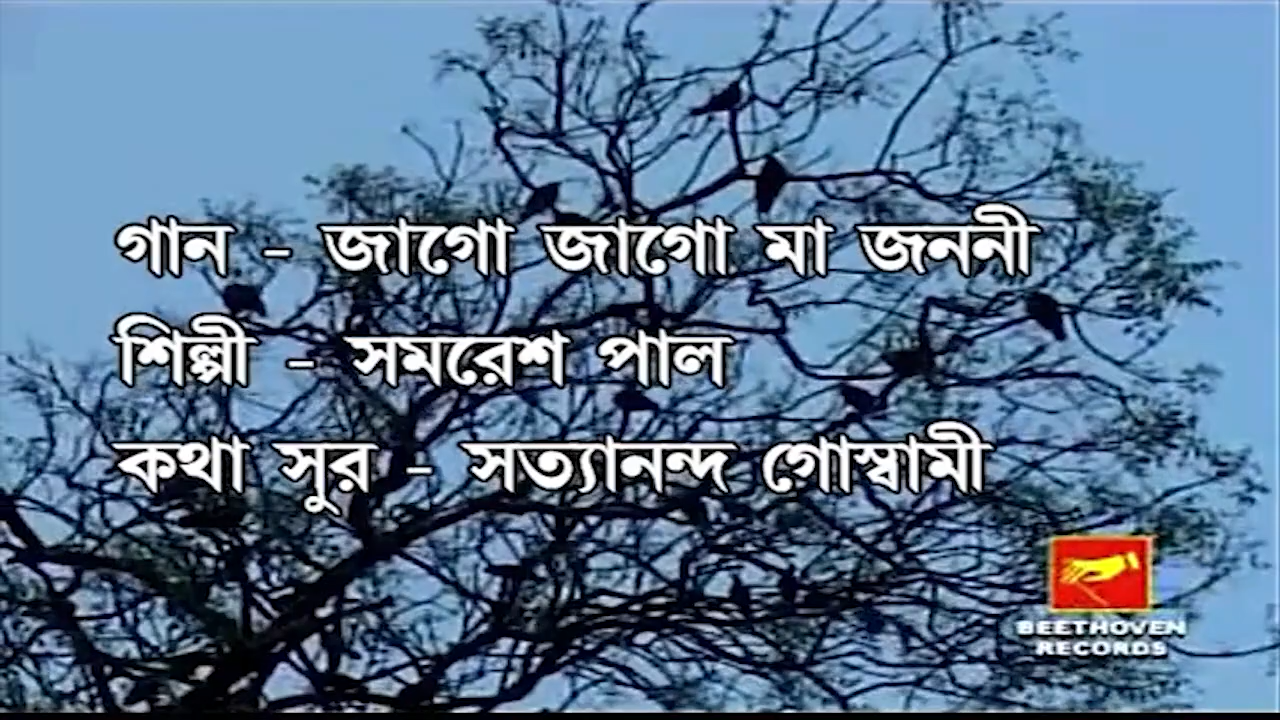 গান - জাগো জাগো মা জননী
শিল্পী - সমরেশ পাল
কথা সুর - সত্যানন্দ গোস্বামী
BEETHOVEN
RECORDS